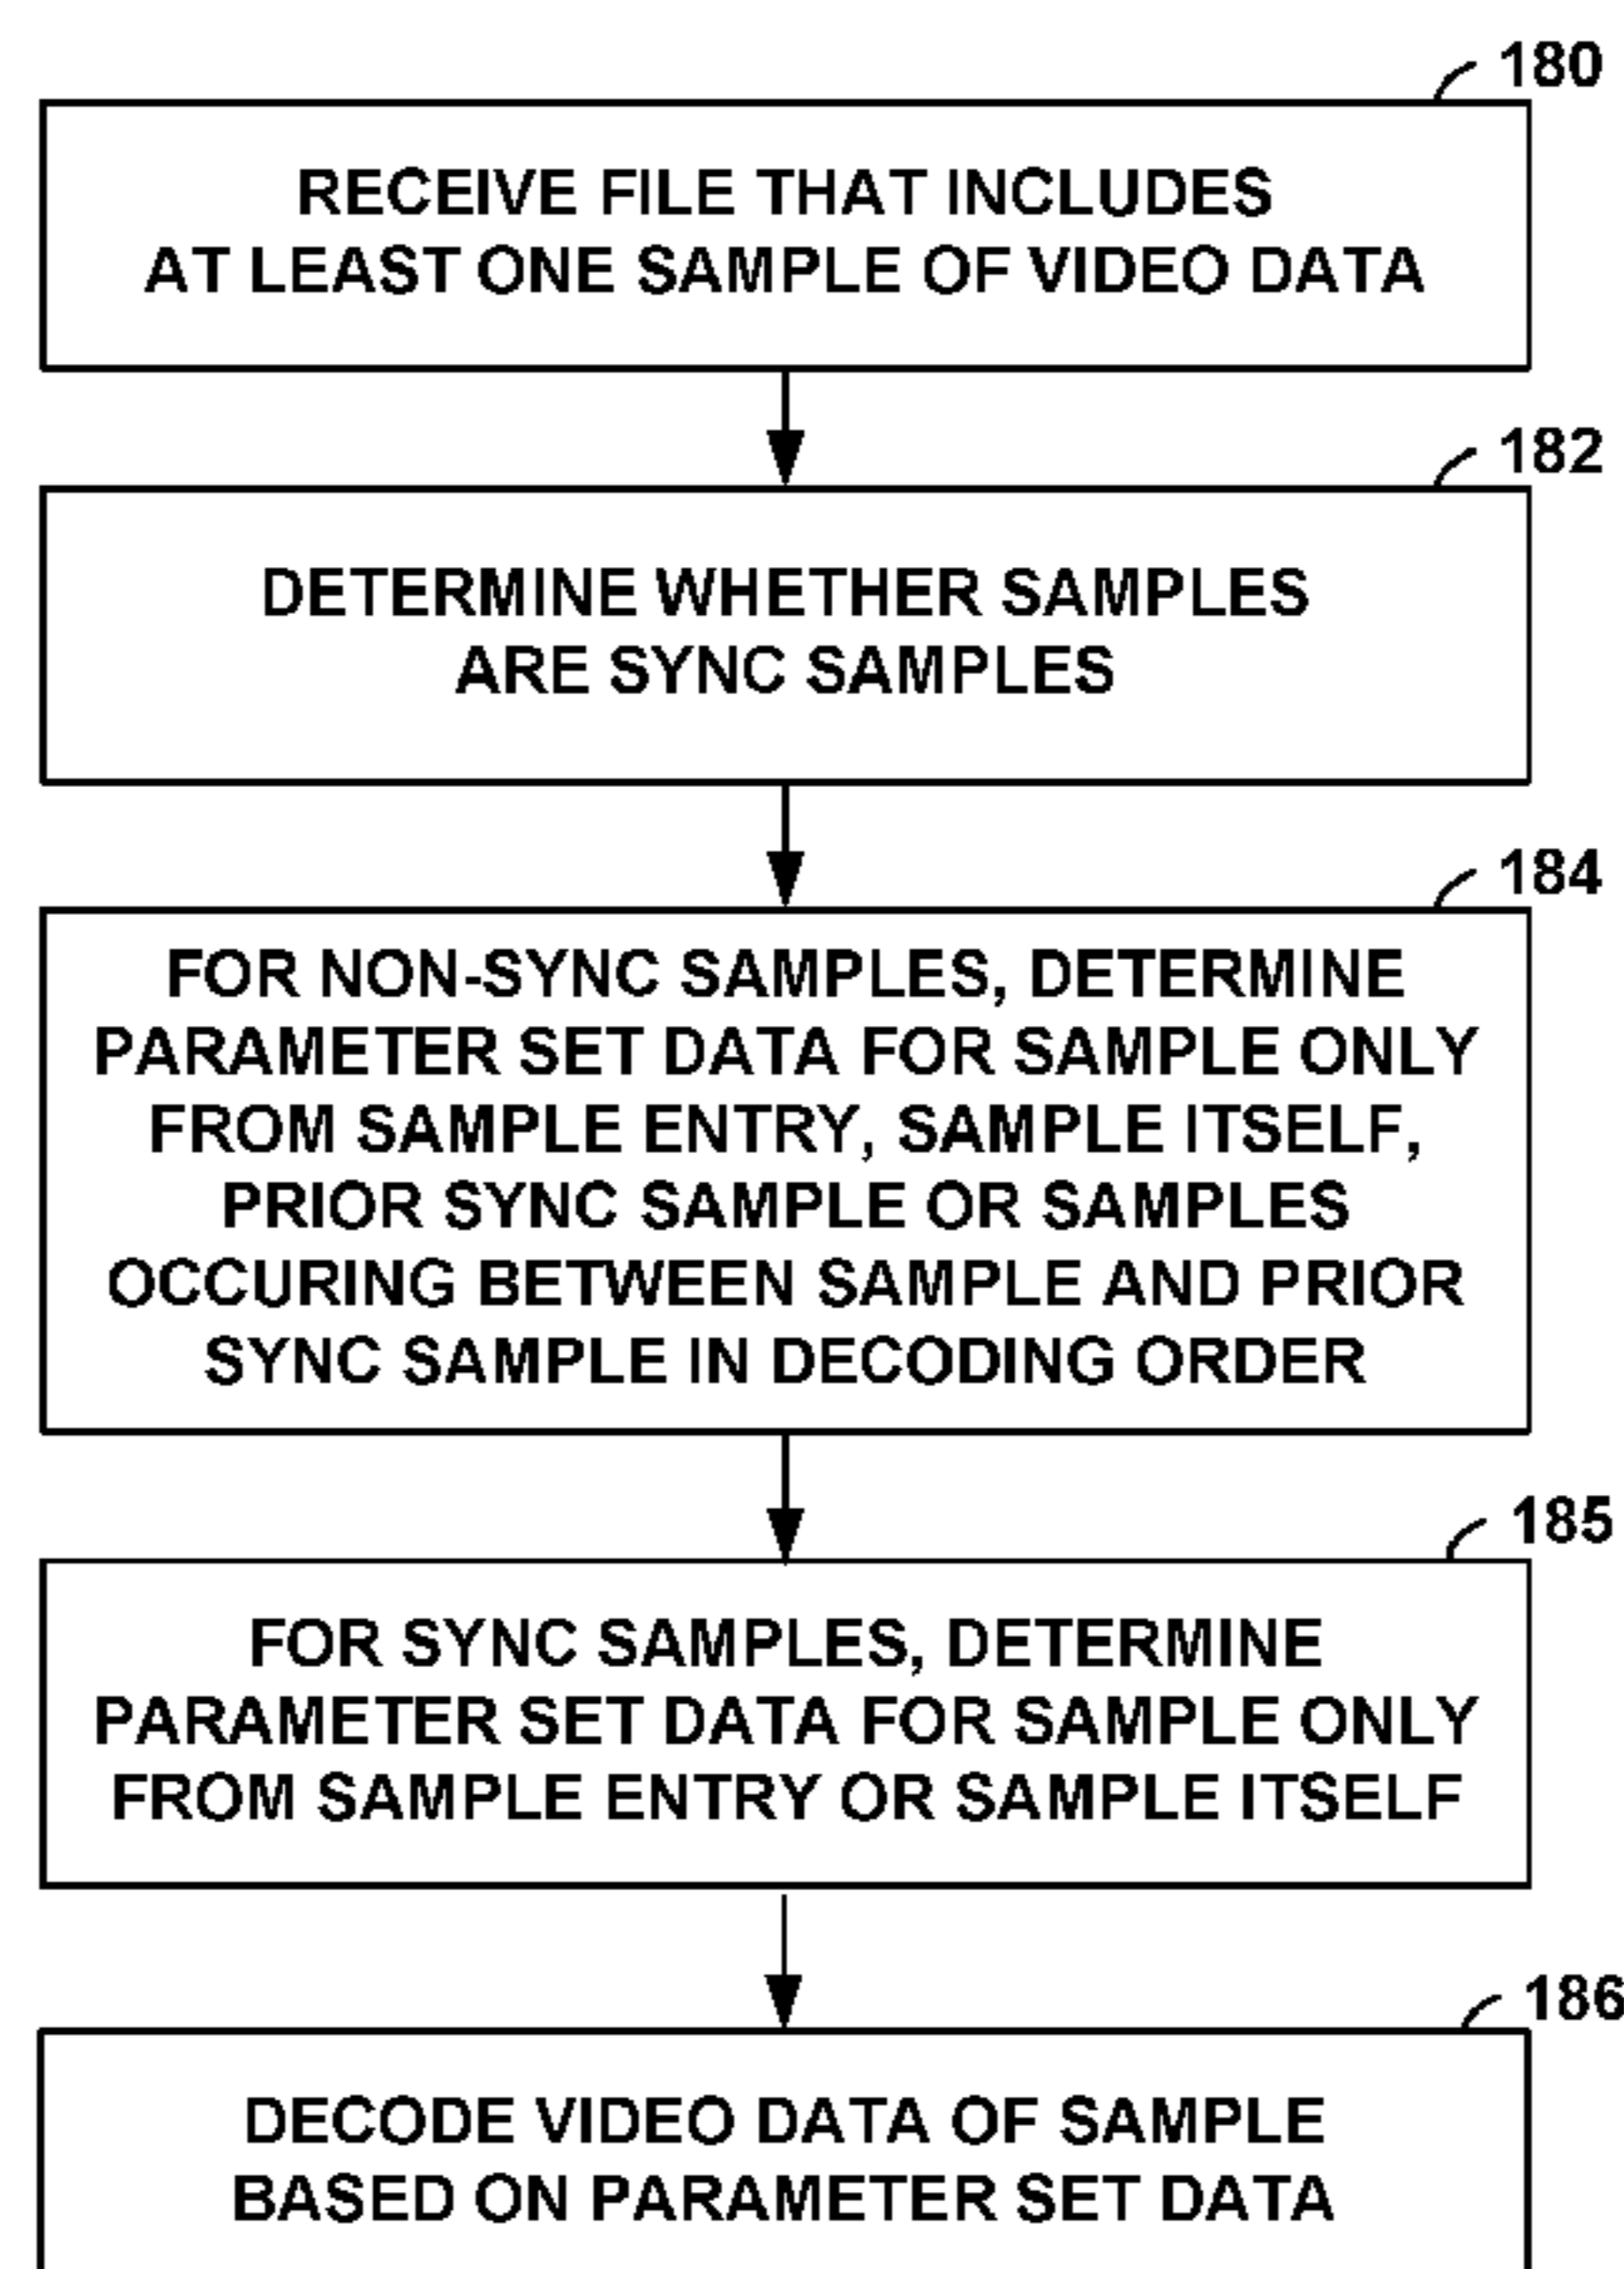 180
RECEIVE FILE THAT INCLUDES
AT LEAST ONE SAMPLE OF VIDEO DATA
182
DETERMINE WHETHER SAMPLES
ARE SYNC SAMPLES
184
FOR NON-SYNC SAMPLES, DETERMINE
PARAMETER SET DATA FOR SAMPLE ONLY
FROM SAMPLE ENTRY, SAMPLE ITSELF,
PRIOR SYNC SAMPLE OR SAMPLES
OCCURING BETWEEN SAMPLE AND PRIOR
SYNC SAMPLE IN DECODING ORDER
185
FOR SYNC SAMPLES, DETERMINE
PARAMETER SET DATA FOR SAMPLE ONLY
FROM SAMPLE ENTRY OR SAMPLE ITSELF
186
DECODE VIDEO DATA OF SAMPLE
BASED ON PARAMETER SET DATA